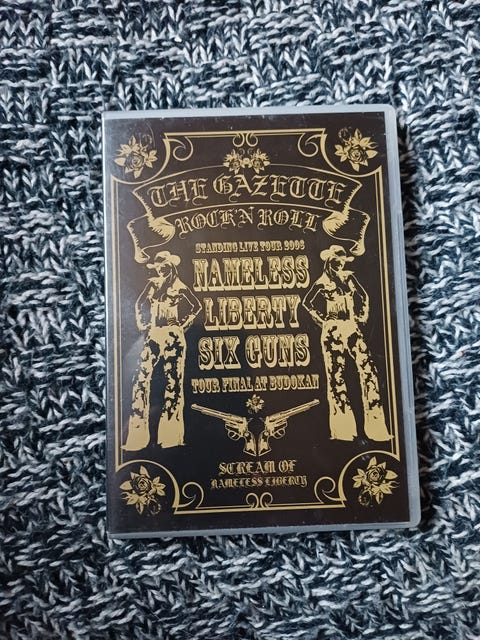 THE GAZETTE
ROCK'N ROLL
STANDING LIVE TOUR 2006
NAMELESS
LIBERTY
SIX GUNS
TOUR FINAL AT BUDOKAN
SCREAM OF
NAMELESS LIBERTY